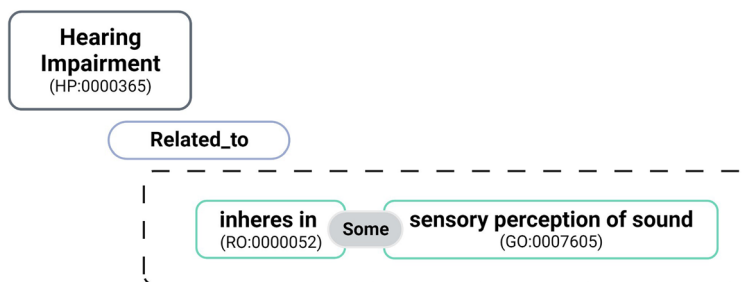 Hearing
Impairment
(HP:0000365)
Related_to
inheres in Some sensory perception of sound
(RO:0000052) (GO:0007605)